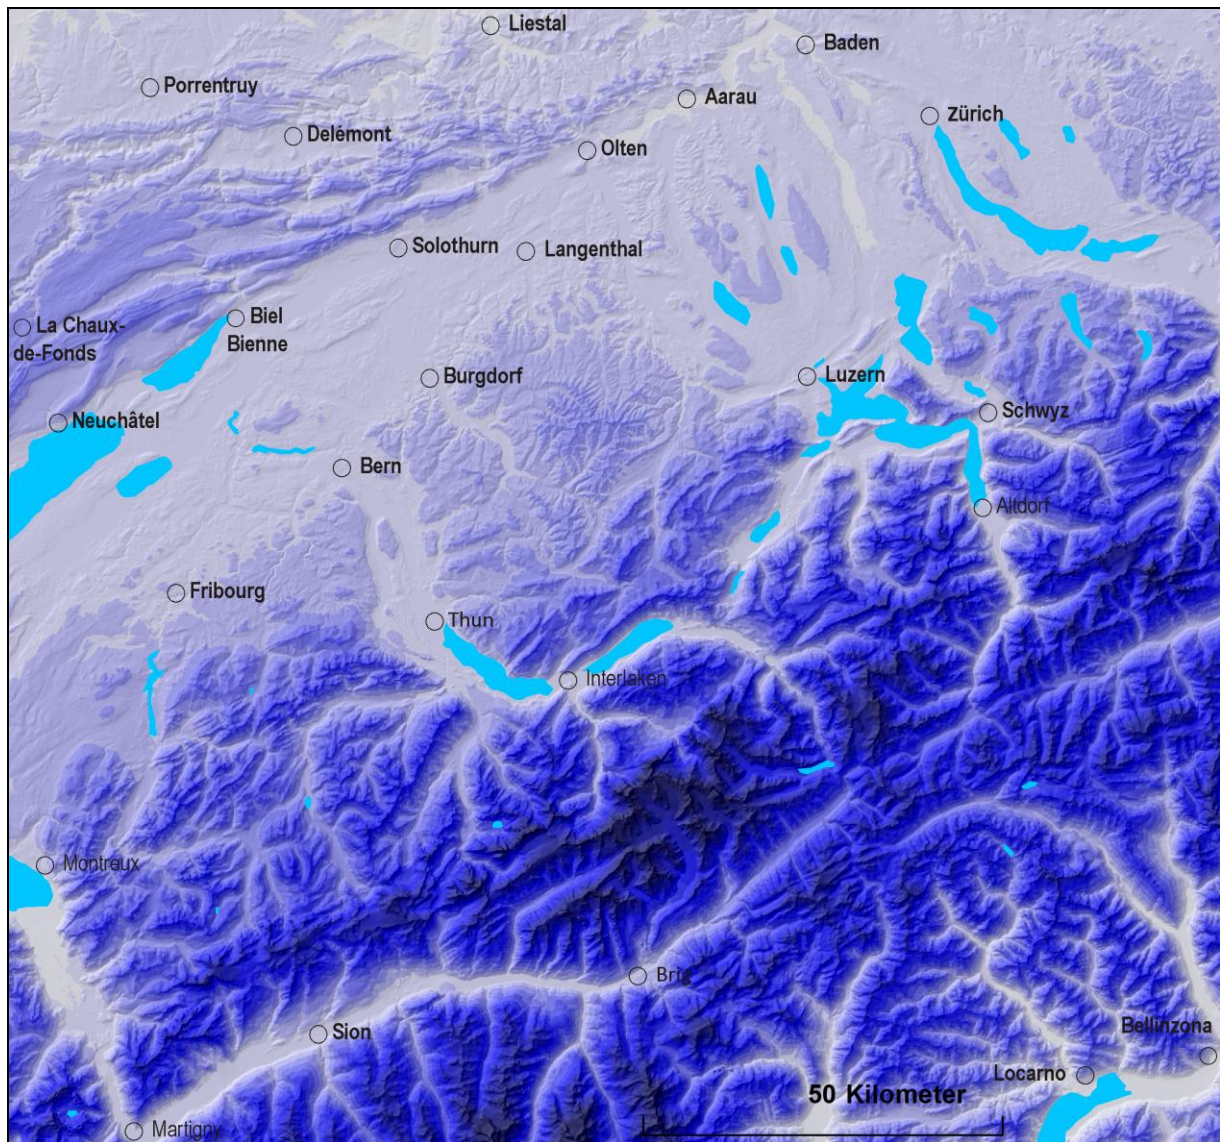 Liestal
Baden
Porrentruy
Aarau
Zürich
Delémont
Olten
Solothurn
Langenthal
Biel
Bienne
La Chaux-
de-Fonds
Luzern
Burgdorf
Schwyz
Neuchâtel
Bern
Altdorf
Fribourg
Thun
Interlaken
Montreux
Brig
Sion
Bellinzona
Locarno
50 Kilometer
Martigny